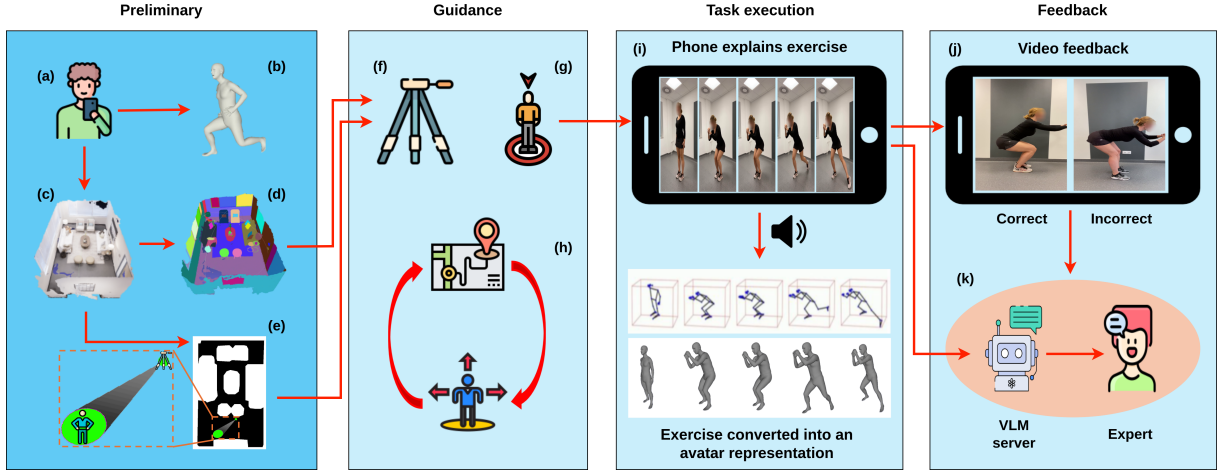 Preliminary
Guidance
Task execution
Feedback
(a)
(b)
(c)
(d)
(e)
(f)
(g)
(h)
(i)
Phone explains exercise
Exercise converted into an
avatar representation
(j)
Video feedback
Correct
Incorrect
(k)
VLM
server
Expert